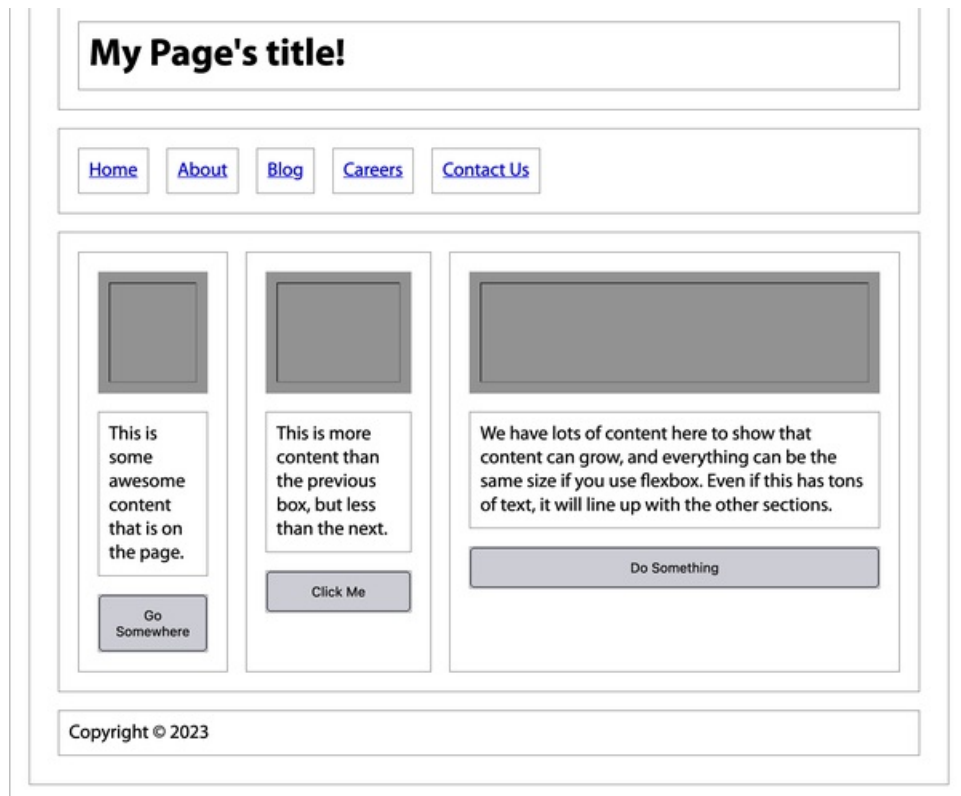 My Page's title!
Home About Blog Careers Contact Us
This is
some
awesome
content
that is on
the page.
Go
Somewhere
This is more
content than
the previous
box, but less
than the next.
Click Me
We have lots of content here to show that
content can grow, and everything can be the
same size if you use flexbox. Even if this has tons
of text, it will line up with the other sections.
Do Something
Copyright © 2023